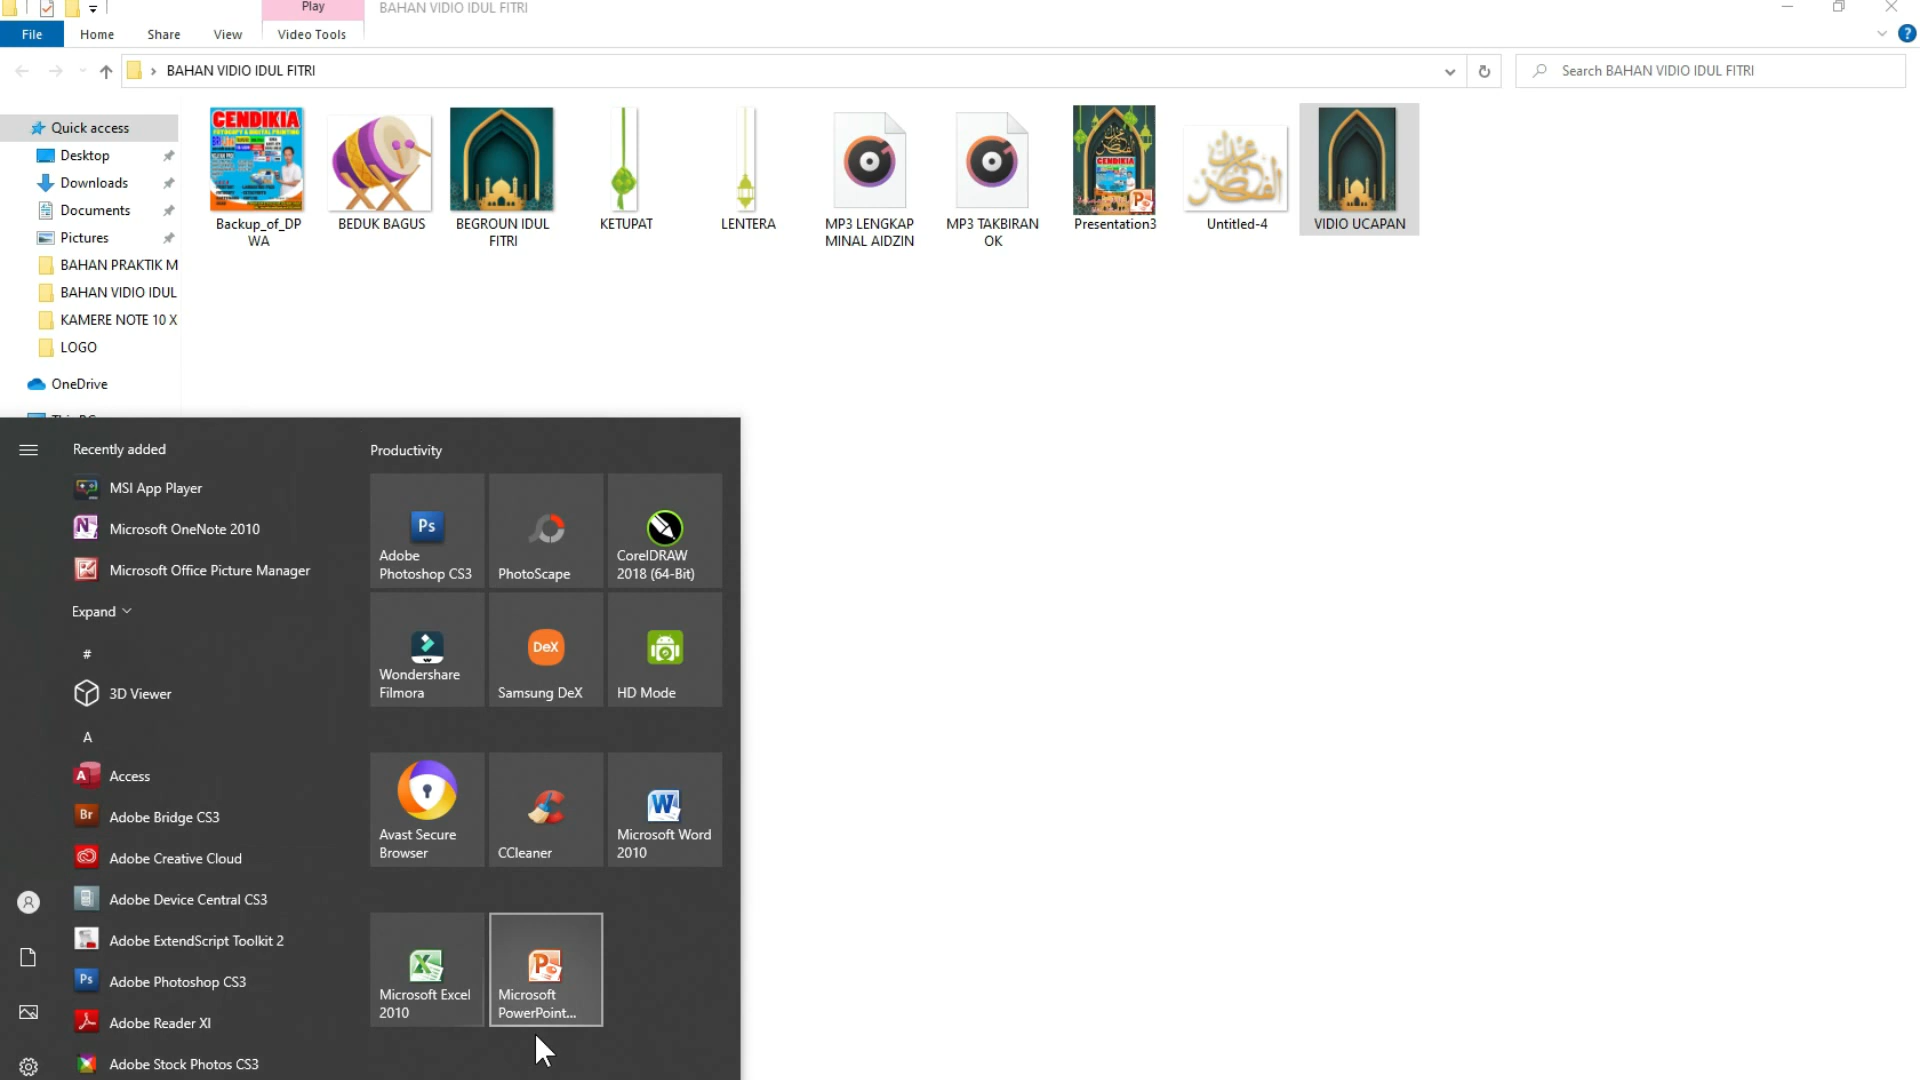 Play
BAHAN VIDIO IDUL FITRI
File
Home
Share
View
Video Tools
BAHAN VIDIO IDUL FITRI
Search BAHAN VIDIO IDUL FITRI
Quick access
Desktop
Downloads
Documents
Pictures
BAHAN PRAKTIK M
BAHAN VIDIO IDUL
KAMERE NOTE 10 X
LOGO
OneDrive
CENDIKIA
Backup_of_DP
WA
BEDUK BAGUS
BEGROUN IDUL
FITRI
KETUPAT
LENTERA
MP3 LENGKAP
MINAL AIDZIN
MP3 TAKBIRAN
OK
CENDIKIA
Presentation3
Untitled-4
VIDIO UCAPAN
Recently added
MSI App Player
Microsoft OneNote 2010
Microsoft Office Picture Manager
Expand
#
3D Viewer
A
Access
Adobe Bridge CS3
Adobe Creative Cloud
Adobe Device Central CS3
Adobe ExtendScript Toolkit 2
Adobe Photoshop CS3
Adobe Reader XI
Adobe Stock Photos CS3
Productivity
Ps
Adobe
Photoshop CS3
PhotoScape
CorelDRAW
2018 (64-Bit)
Wondershare
Filmora
DeX
Samsung DeX
HD Mode
Avast Secure
Browser
CCleaner
Microsoft Word
2010
Microsoft Excel
2010
Microsoft
PowerPoint...